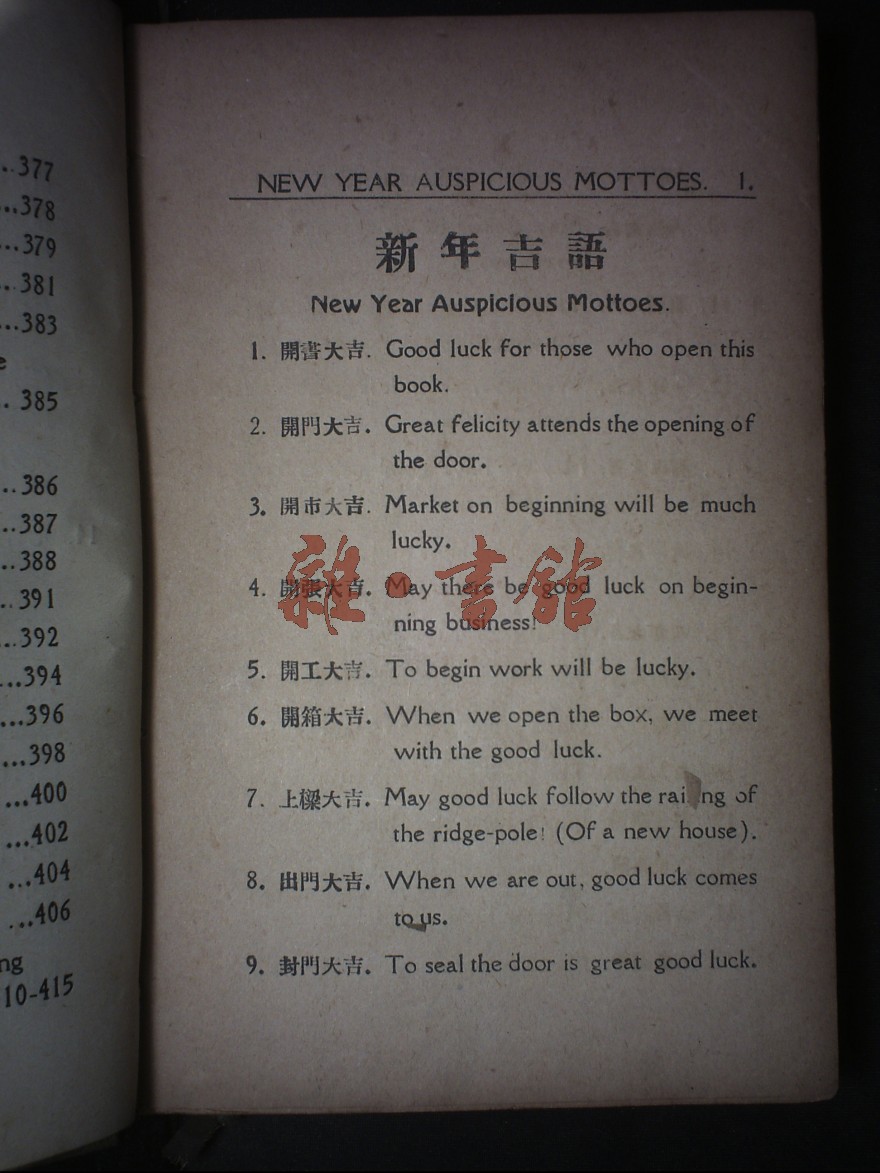 ..377
...378
...379
..381
...383
e
.. 385
..386
..387
..388
..391
...392
...394
...396
...398
...400
...402
...404
...406
ng
10-415
NEW YEAR AUSPICIOUS MOTTOES. 1.
新年吉語
New Year Auspicious Mottoes.
1. 開書大吉. Good luck for those who open this
book.
2. 開門大吉. Great felicity attends the opening of
the door.
3. 開市大吉. Market on beginning will be much
lucky.
4. 開張大吉. May there be good luck on begin-
ning business!
5. 開工大吉. To begin work will be lucky.
6. 開箱大吉. When we open the box, we meet
with the good luck.
7. 上樑大吉. May good luck follow the raising of
the ridge-pole! (Of a new house).
8. 出門大吉. When we are out, good luck comes
to us.
9. 封門大吉. To seal the door is great good luck.
雜·書館